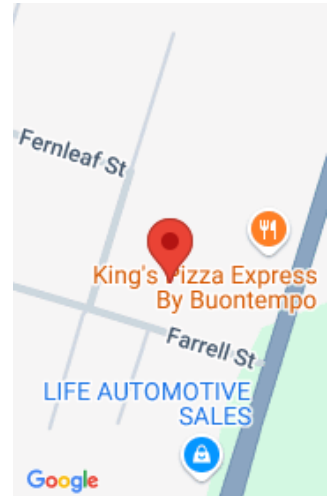 Fernleaf St
King's Pizza Express
By Buontempo
Farrell St
LIFE AUTOMOTIVE
SALES
Google